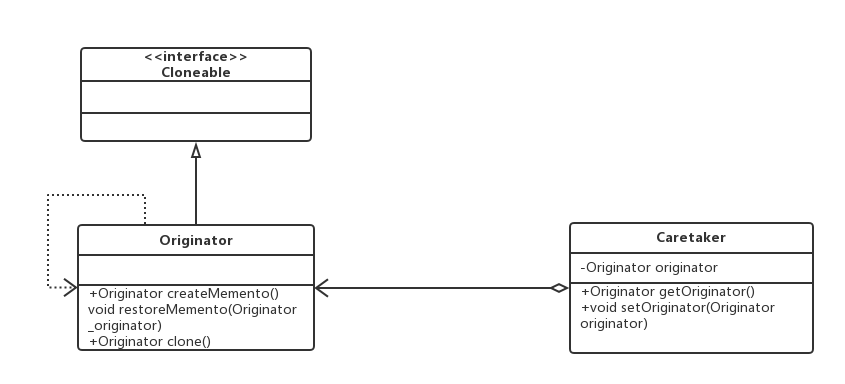 <<interface>>
Cloneable
Originator
+Originator createMemento()
void restoreMemento(Originator
_originator)
+Originator clone()
Caretaker
-Originator originator
+Originator getOriginator()
+void setOriginator(Originator
originator)